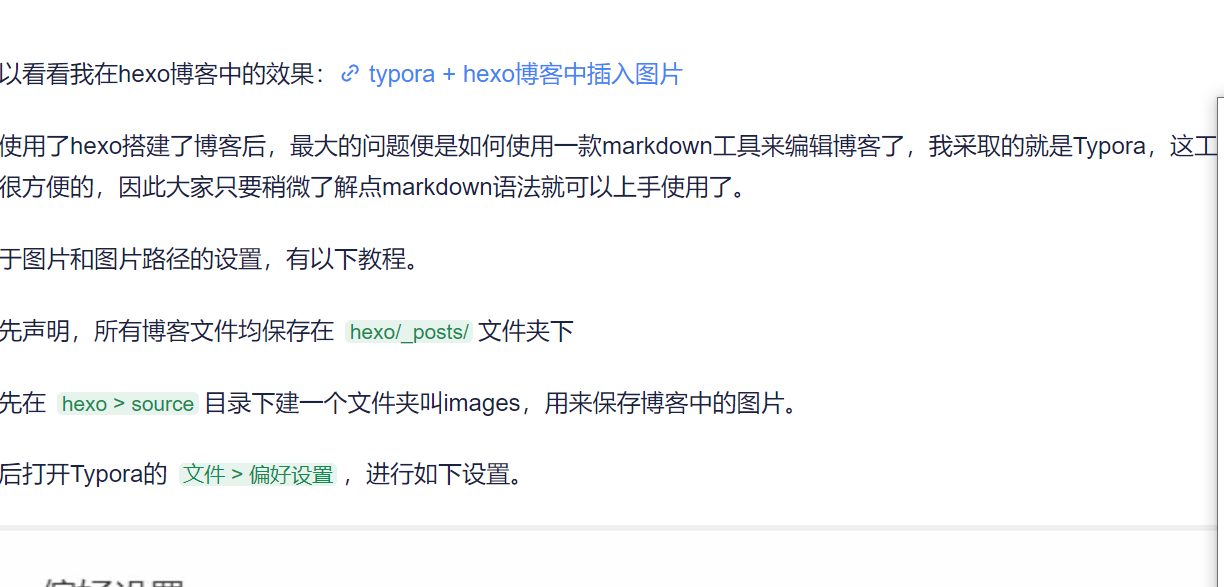 以看看我在hexo博客中的效果： typora + hexo博客中插入图片
使用了hexo搭建了博客后，最大的问题便是如何使用一款markdown工具来编辑博客了，我采取的就是Typora，这工
很方便的，因此大家只要稍微了解点markdown语法就可以上手使用了。
于图片和图片路径的设置，有以下教程。
先声明，所有博客文件均保存在 hexo/_posts/ 文件夹下
先在 hexo > source 目录下建一个文件夹叫images，用来保存博客中的图片。
后打开Typora的 文件 > 偏好设置 ，进行如下设置。
偏好设置